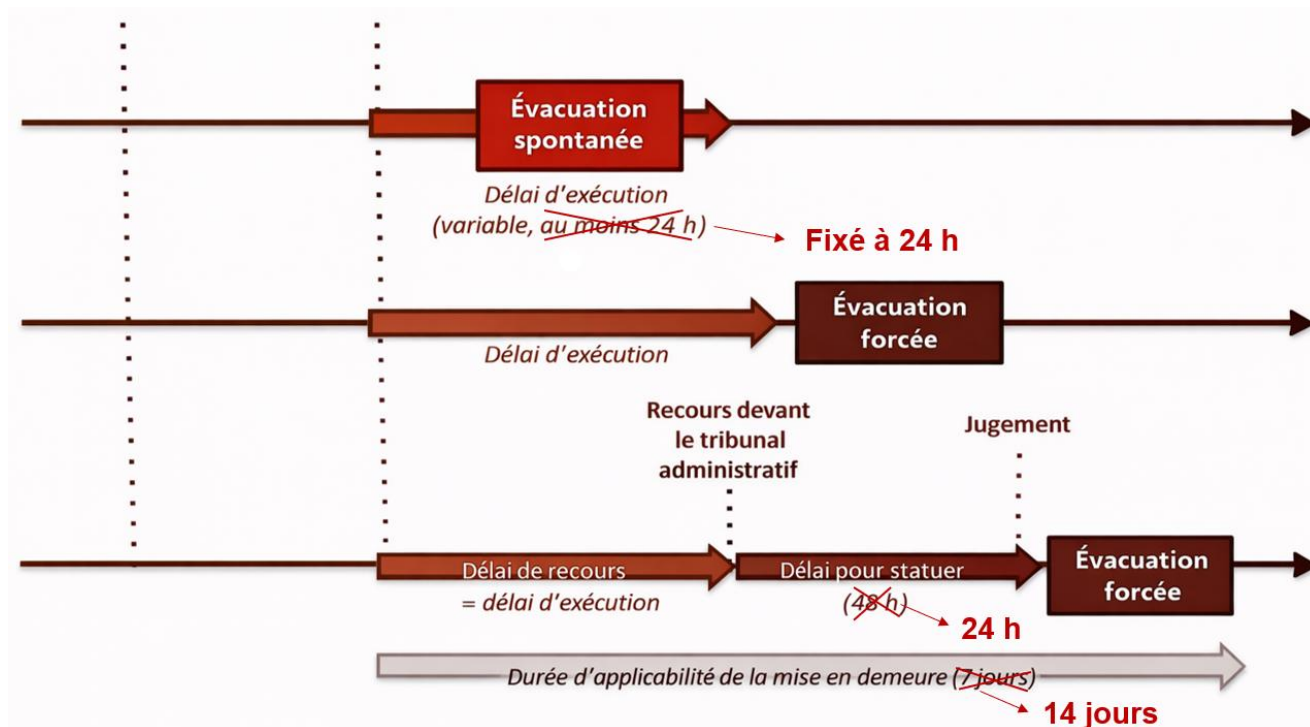 Évacuation
spontanée
Délai d'exécution
(variable, au moins 24 h)
Fixé à 24 h
Évacuation
forcée
Délai d'exécution
Recours devant
le tribunal
administratif
Jugement
Délai de recours
= délai d'exécution
Délai pour statuer
(48 h)
24 h
Évacuation
forcée
Durée d'applicabilité de la mise en demeure (7 jours)
14 jours